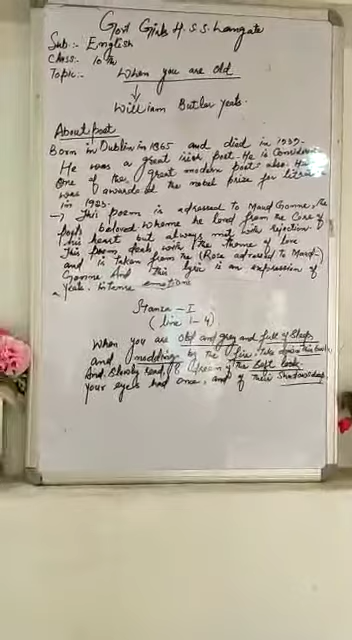 Govt Girls H.S.S. Langate
Sub:- English
Class:- 10th
Topic:- When you are old
William Butler Yeats.
About poet
Born in Dublin in 1865 and died in 1939.
He was a great irish poet. He is Considered
One of the great modern poet also. He
was awarded the nobel prize for litra
in 1923.
→ This poem is adressed to Maud Gonne, the
poets beloved whome he loved from the Core of
his heart but always met with rejection
This poem deals with the theme of love
and is taken from the (Rose adressed to Maud
Gonne And this lyric is an expression of
Yeats intense emotions
Stanza - I
(line 1-4)
When you are old and grey and full of sleep
and nodding by the fire, take down this book,
And slowly read, & dream of the soft look
Your eyes had once, and of their Shadows deep